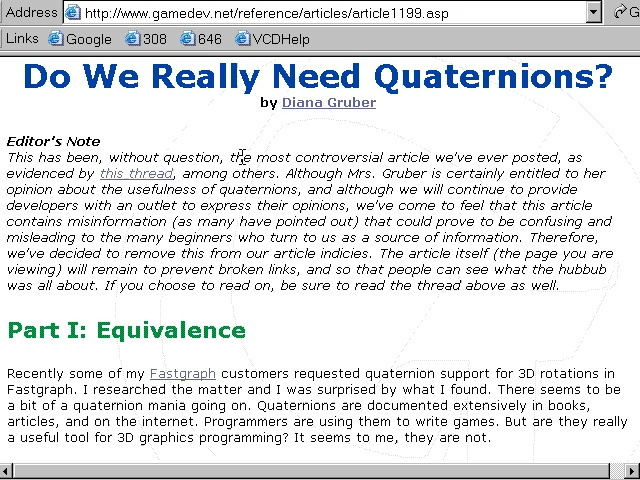 Address http://www.gamedev.net/reference/articles/article1199.asp G
Links Google 308 646 VCDHelp
Do We Really Need Quaternions?
by Diana Gruber
Editor's Note
This has been, without question, the most controversial article we've ever posted, as
evidenced by this thread, among others. Although Mrs. Gruber is certainly entitled to her
opinion about the usefulness of quaternions, and although we will continue to provide
developers with an outlet to express their opinions, we've come to feel that this article
contains misinformation (as many have pointed out) that could prove to be confusing and
misleading to the many beginners who turn to us as a source of information. Therefore,
we've decided to remove this from our article indicies. The article itself (the page you are
viewing) will remain to prevent broken links, and so that people can see what the hubbub
was all about. If you choose to read on, be sure to read the thread above as well.
Part I: Equivalence
Recently some of my Fastgraph customers requested quaternion support for 3D rotations in
Fastgraph. I researched the matter and I was surprised by what I found. There seems to be
a bit of a quaternion mania going on. Quaternions are documented extensively in books,
articles, and on the internet. Programmers are using them to write games. But are they really
a useful tool for 3D graphics programming? It seems to me, they are not.